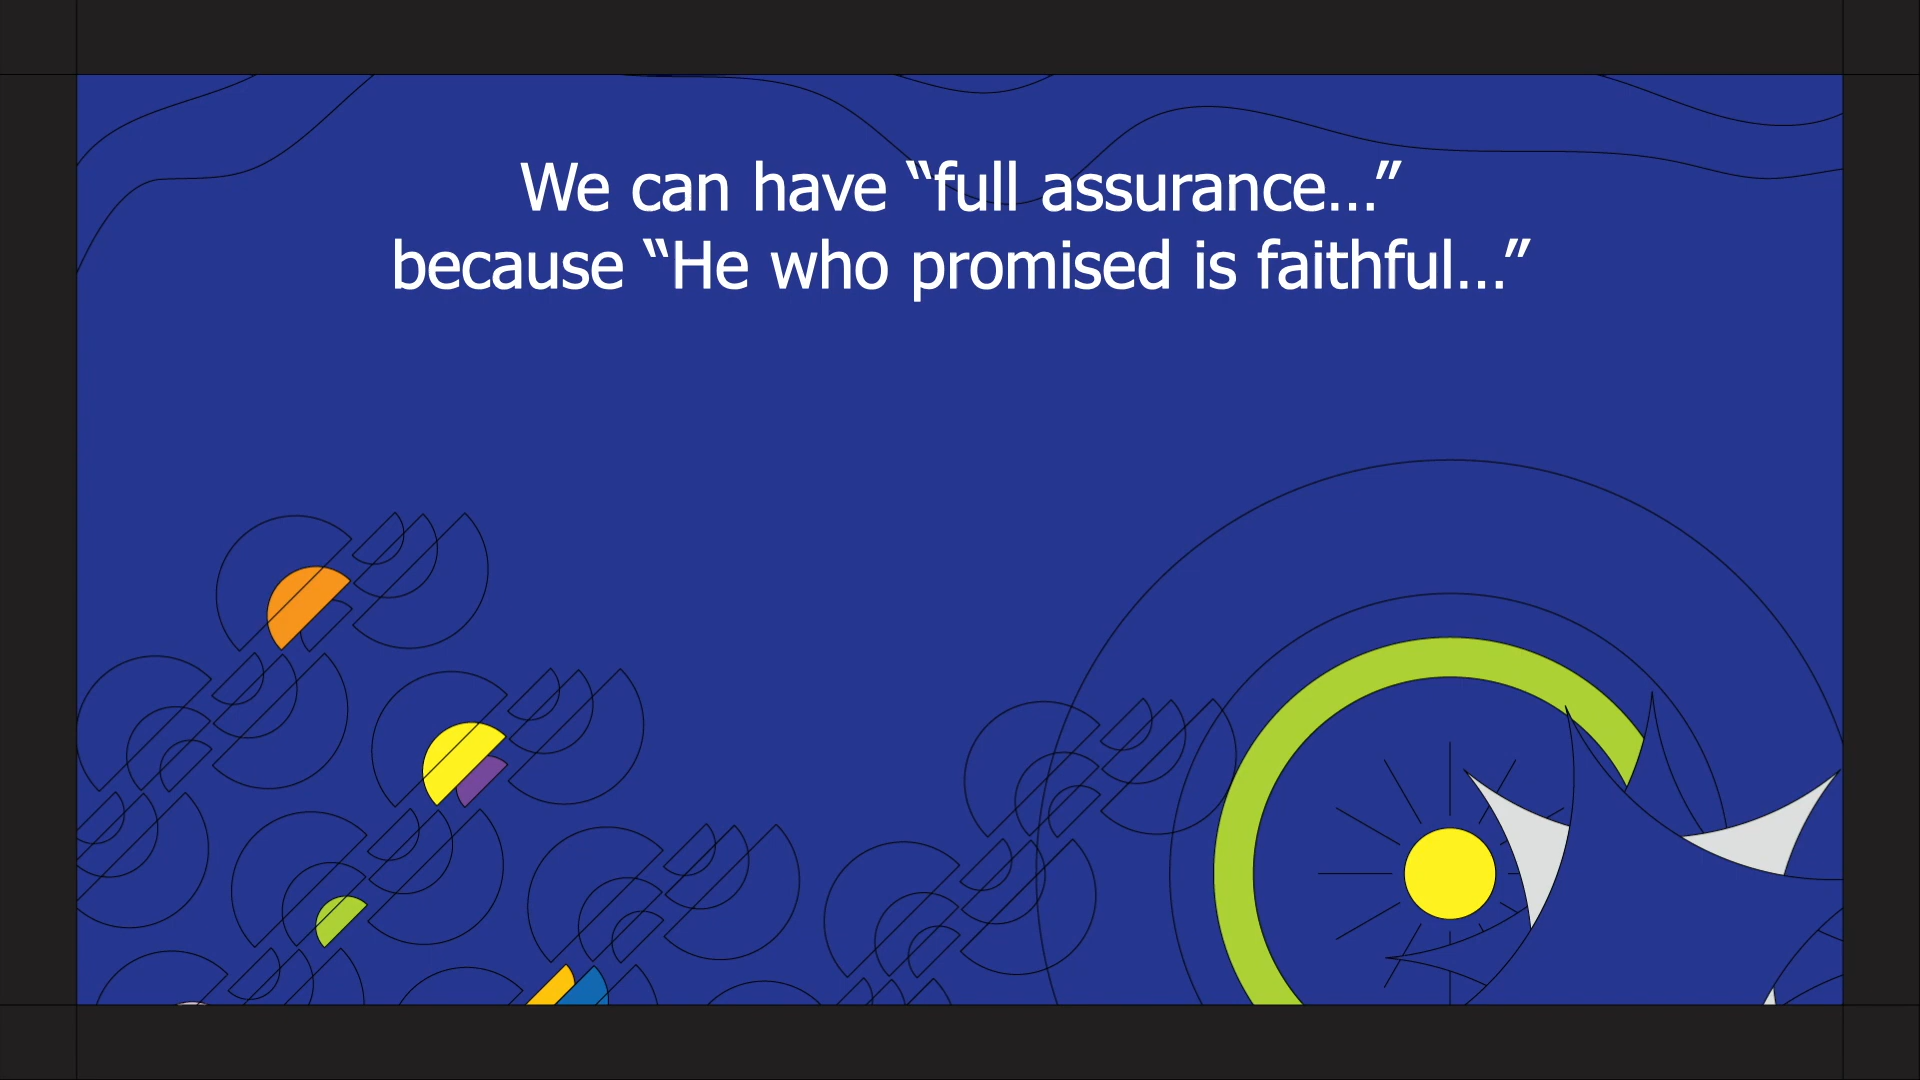 We can have “full assurance...”
because “He who promised is faithful...”